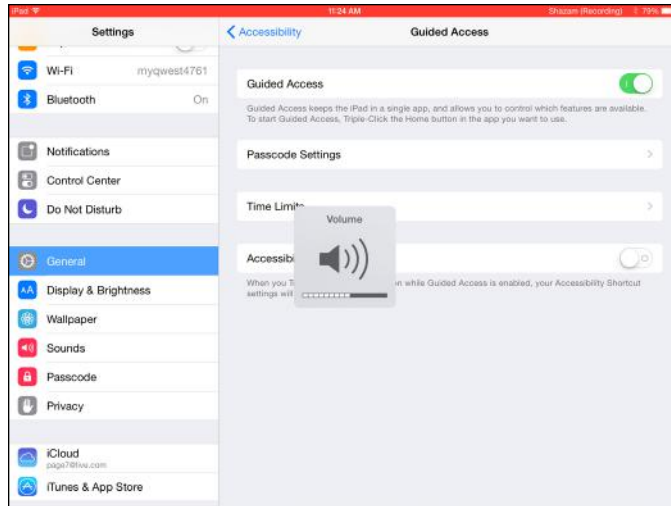 iPad 11:24 AM Shazam (Recording) 79%
Settings
Accessibility
Guided Access
Wi-Fi myqwest4761
Bluetooth On
Notifications
Control Center
Do Not Disturb
General
Display & Brightness
Wallpaper
Sounds
Passcode
Privacy
iCloud
iTunes & App Store
Guided Access
Guided Access keeps the iPad in a single app, and allows you to control which features are available.
To start Guided Access, Triple-Click the Home button in the app you want to use.
Passcode Settings
Time Limits
Volume
Accessibi
When you T n while Guided Access is enabled, your Accessibility Shortcut
settings will